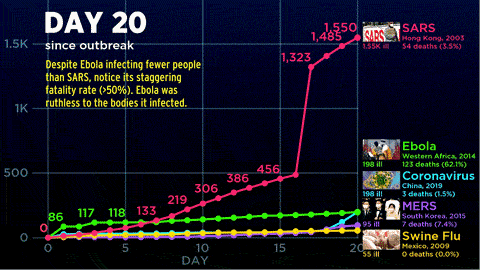 DAY 20
since outbreak
Despite Ebola infecting fewer people
than SARS, notice its staggering
fatality rate (>50%). Ebola was
ruthless to the bodies it infected.
1.5K
1K
500
0
0
86
117
118
133
219
306
386
456
1,323
1,485
1,550
0
5
10
15
20
DAY
SARS
SARS
Hong Kong, 2003
1.55K ill
54 deaths (3.5%)
Ebola
Western Africa, 2014
198 ill
123 deaths (62.1%)
Coronavirus
China, 2019
198 ill
3 deaths (1.5%)
MERS
South Korea, 2015
95 ill
7 deaths (7.4%)
Swine Flu
Mexico, 2009
55 ill
0 deaths (0.0%)